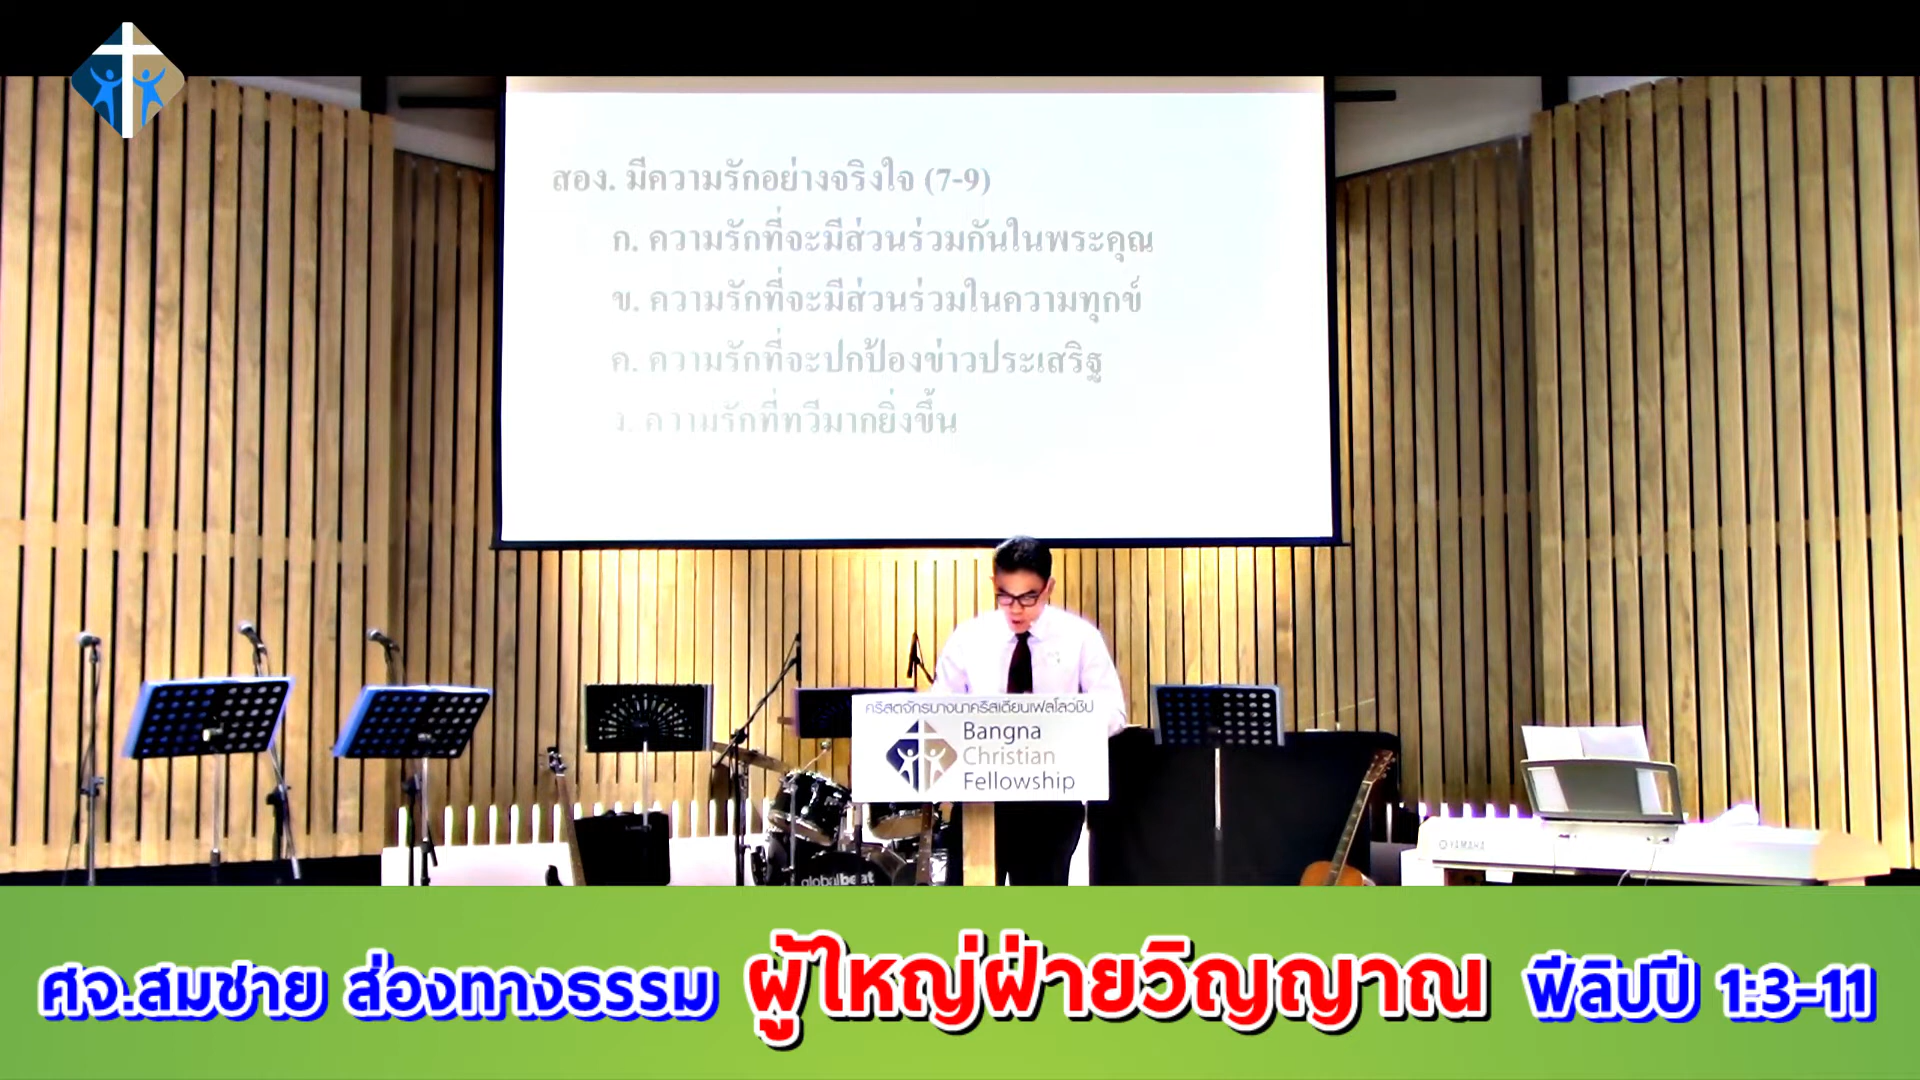 สอง. มีความรักอย่างจริงใจ (7-9)
ก. ความรักที่จะมีส่วนร่วมกันในพระคุณ
ข. ความรักที่จะมีส่วนร่วมในความทุกข์
ค. ความรักที่จะปกป้องข่าวประเสริฐ
ง. ความรักที่ทวีมากยิ่งขึ้น
คริสตจักรบางนาคริสเตียนเฟลโลว์ชิป
Bangna
Christian
Fellowship
YAMAHA
globalbeat
ศจ.สมชาย ส่องทางธรรม ผู้ใหญ่ฝ่ายวิญญาณ ฟีลิปปี 1:3-11